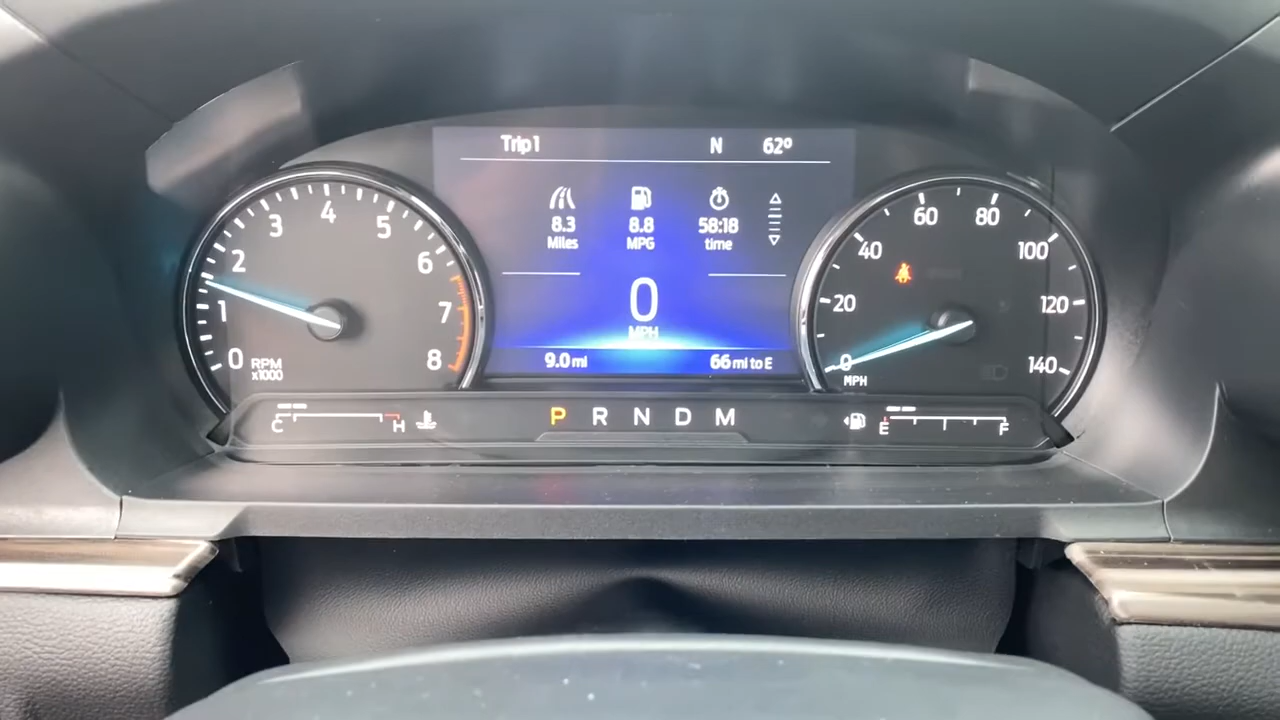 Trip 1 N 62º
8.3 8.8 58:18
Miles MPG time
0
MPH
9.0 mi 66 mi to E
0 1 2 3 4 5 6 7 8
RPM
x1000
0 20 40 60 80 100 120 140
MPH
C H
P R N D M
E F